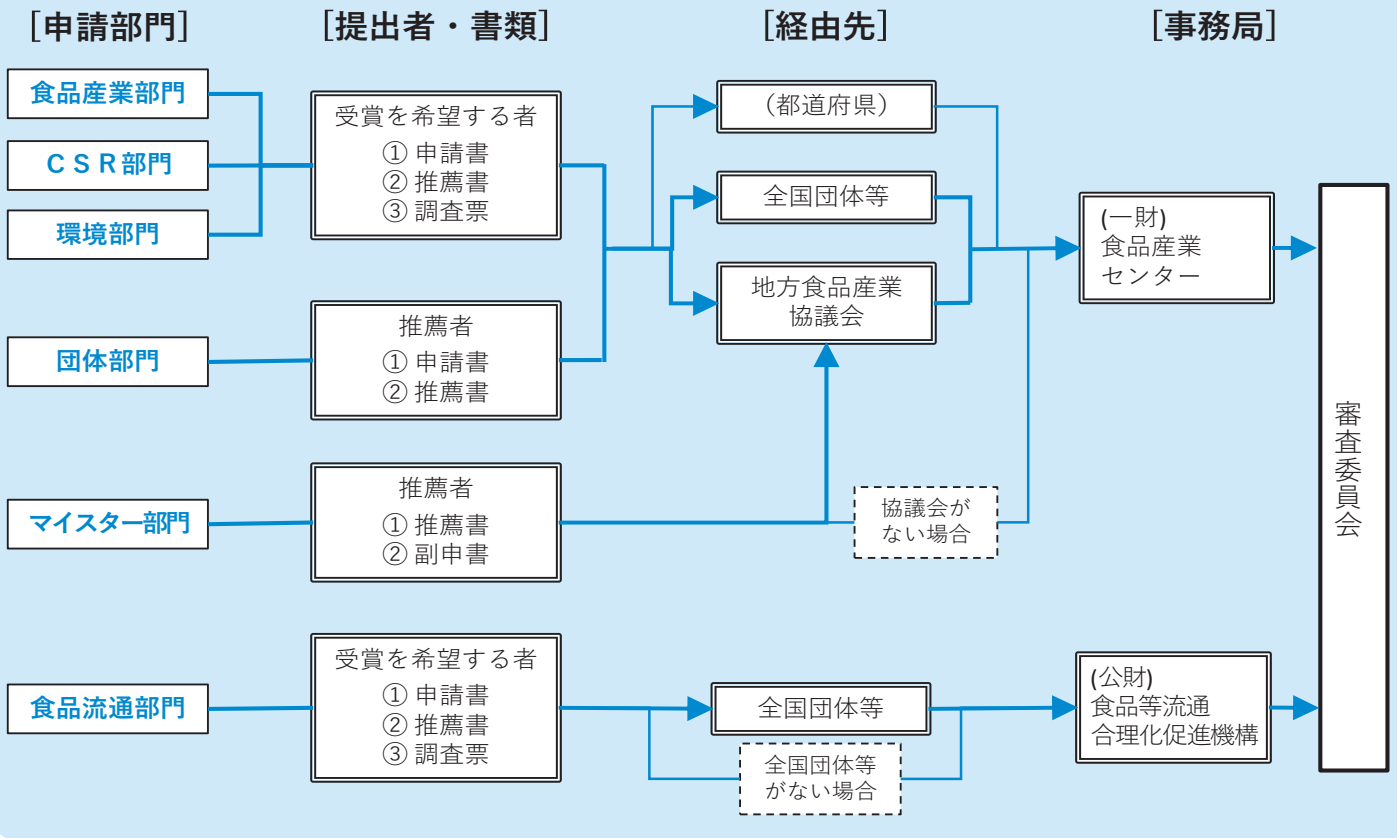 [申請部門]
[提出者・書類]
[経由先]
[事務局]
食品産業部門
ＣＳＲ部門
環境部門
受賞を希望する者
① 申請書
② 推薦書
③ 調査票
（都道府県）
全国団体等
地方食品産業
協議会
(一財)
食品産業
センター
団体部門
推薦者
① 申請書
② 推薦書
マイスター部門
推薦者
① 推薦書
② 副申書
協議会が
ない場合
食品流通部門
受賞を希望する者
① 申請書
② 推薦書
③ 調査票
全国団体等
全国団体等
がない場合
(公財)
食品等流通
合理化促進機構
審査委員会